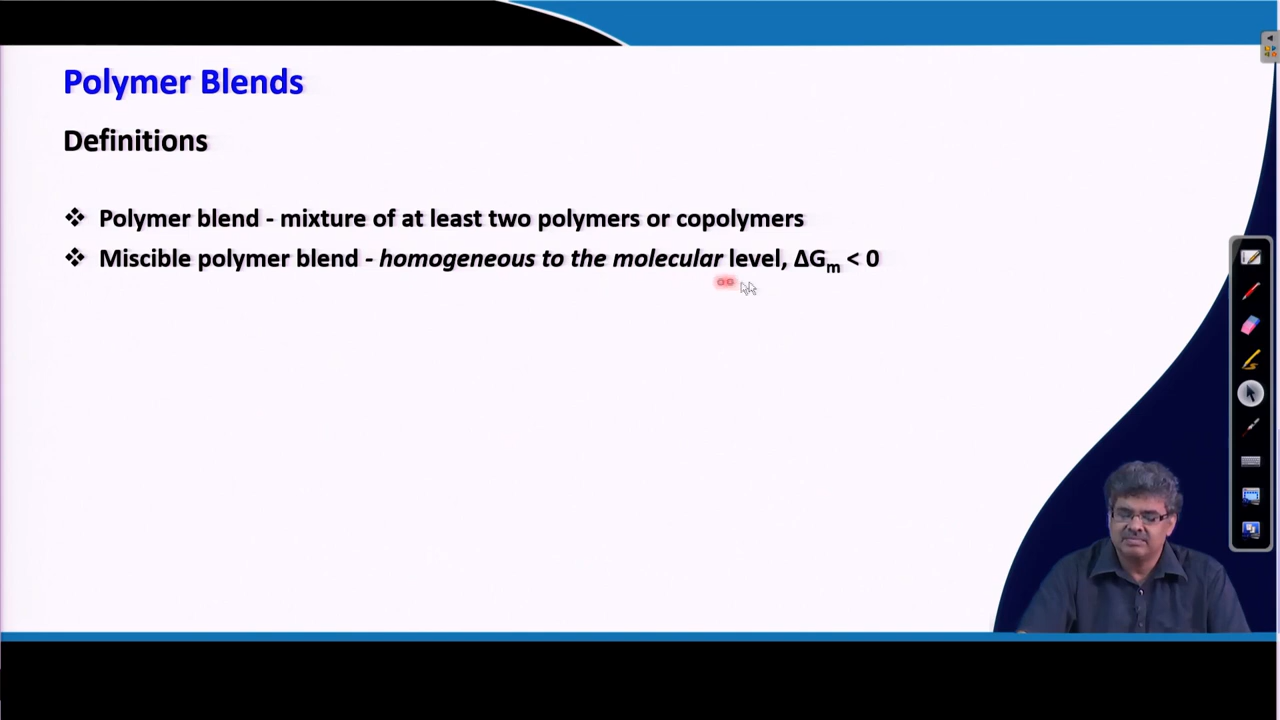 Polymer Blends
Definitions
❖ Polymer blend - mixture of at least two polymers or copolymers
❖ Miscible polymer blend - homogeneous to the molecular level, ΔGm < 0